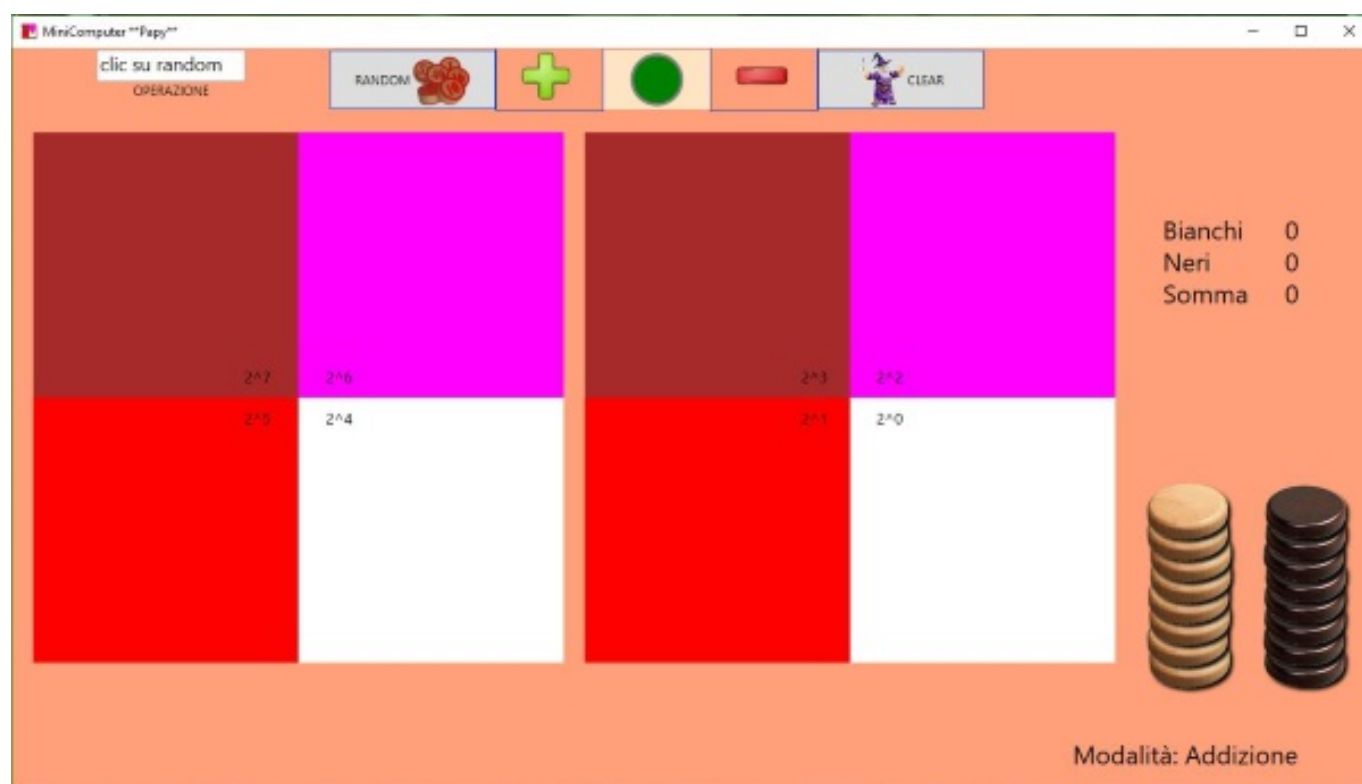 MiniComputer **Papy**
clic su random
OPERAZIONE
RANDOM
CLEAR
Bianchi 0
Neri 0
Somma 0
2^7 2^6 2^3 2^2
2^5 2^4 2^1 2^0
Modalità: Addizione